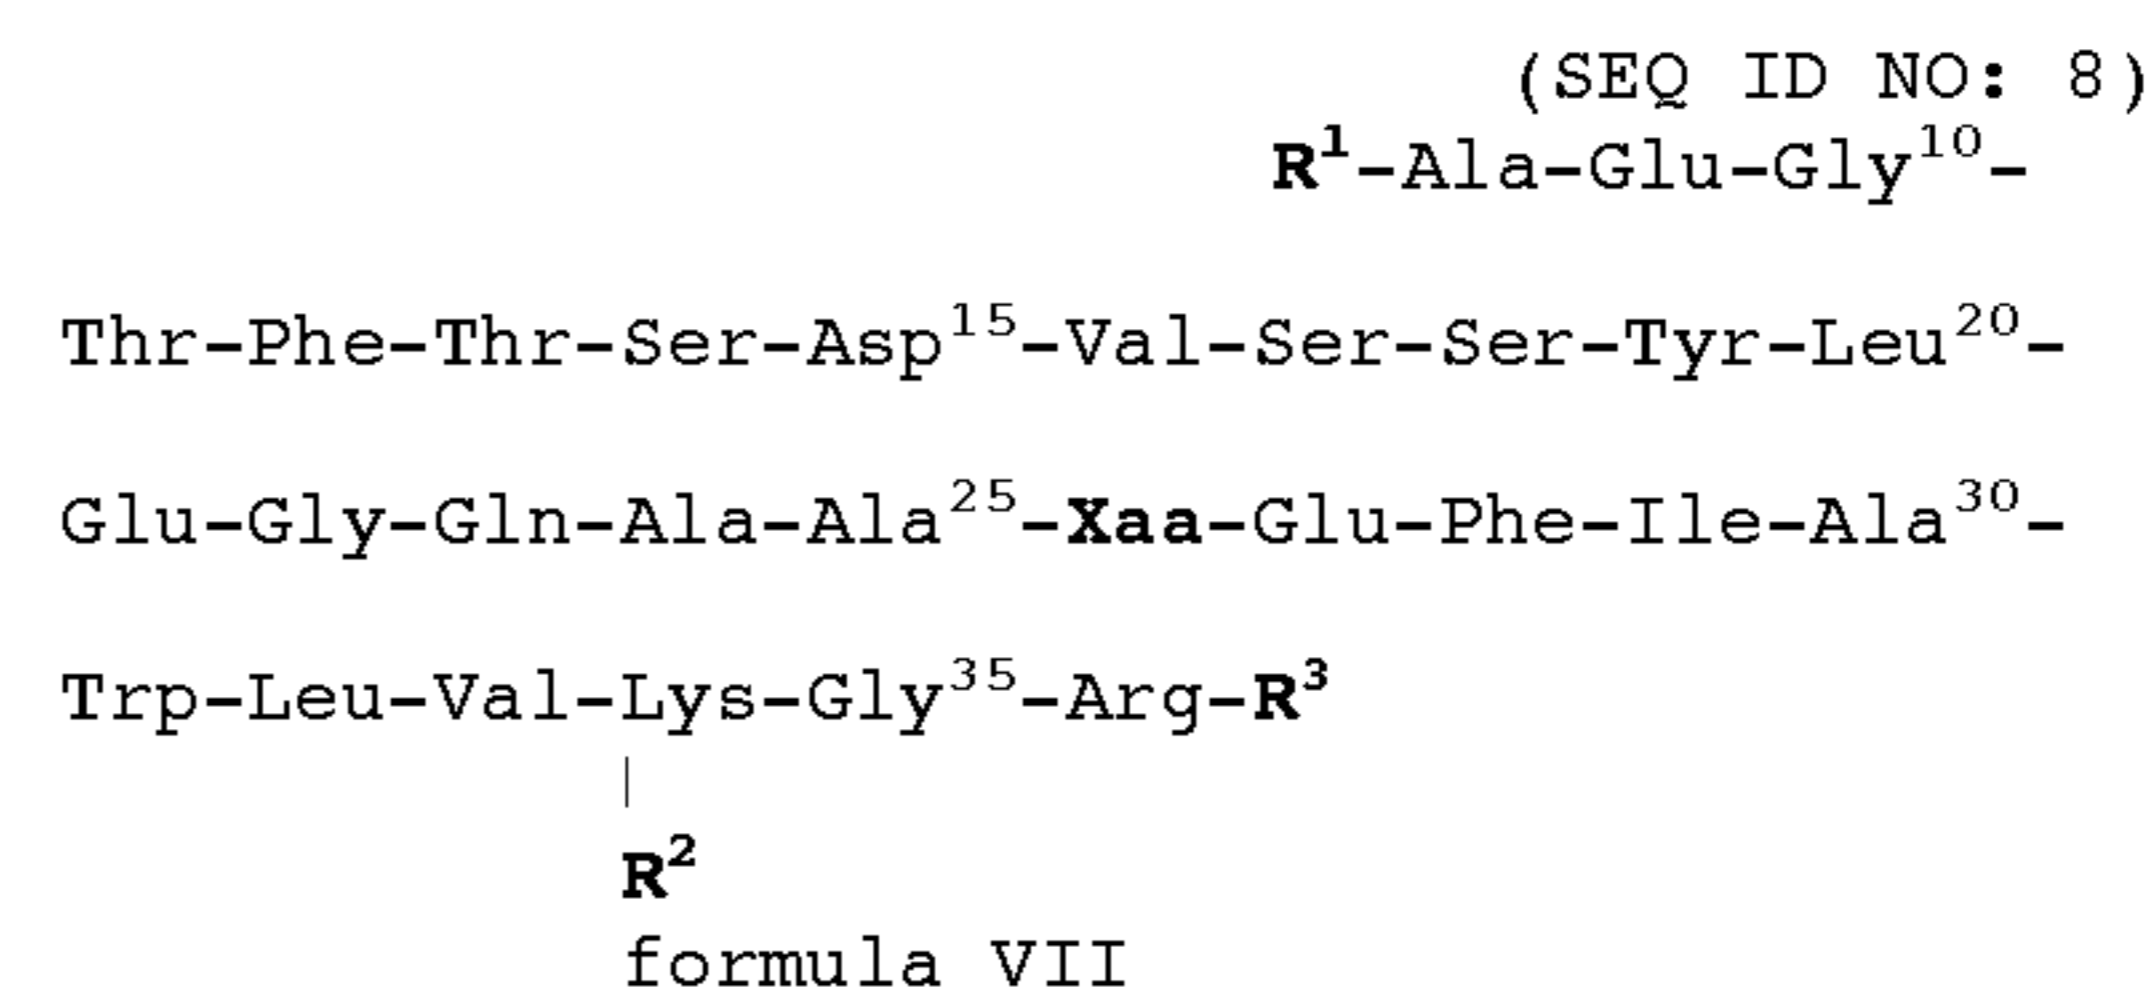 (SEQ ID NO: 8)
R¹-Ala-Glu-Gly¹⁰-
Thr-Phe-Thr-Ser-Asp¹⁵-Val-Ser-Ser-Tyr-Leu²⁰-
Glu-Gly-Gln-Ala-Ala²⁵-Xaa-Glu-Phe-Ile-Ala³⁰-
Trp-Leu-Val-Lys-Gly³⁵-Arg-R³
R²
formula VII